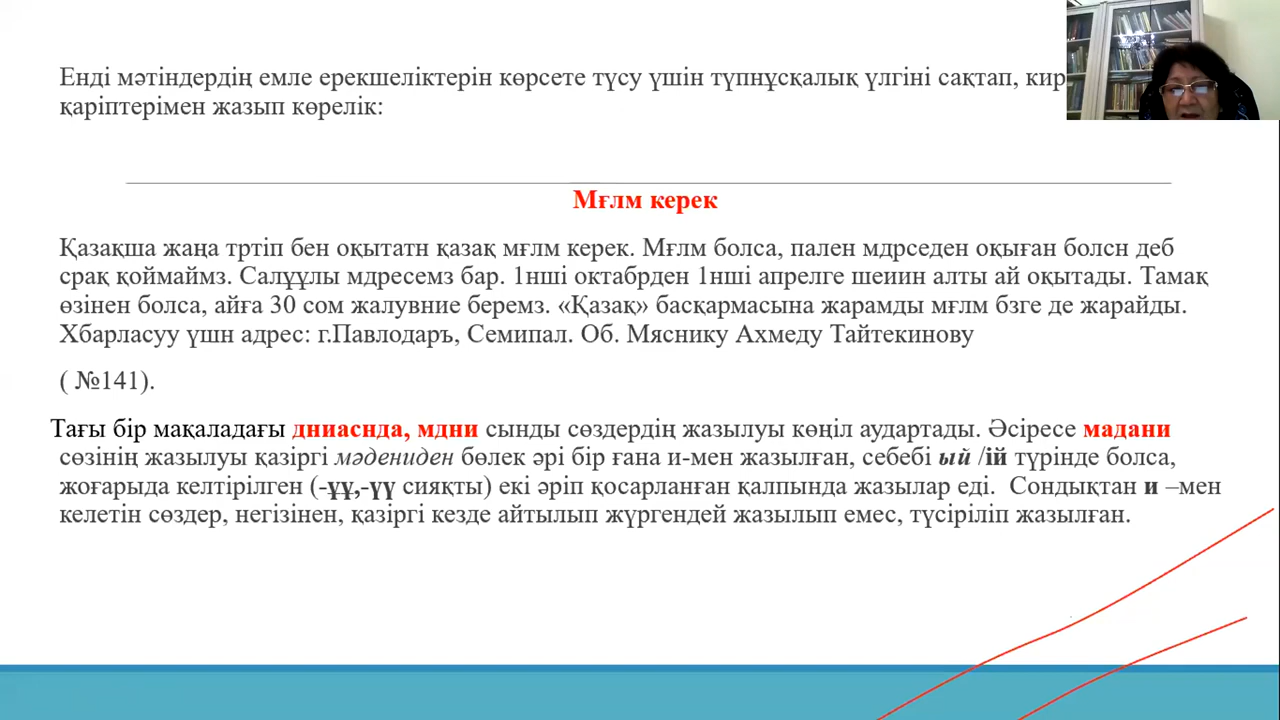 Енді мәтіндердің емле ерекшеліктерін көрсете түсу үшін түпнұсқалық үлгіні сақтап, кир
қаріптерімен жазып көрелік:
Мғлм керек
Қазақша жаңа тртіп бен оқытатн қазақ мғлм керек. Мғлм болса, пален мдрседен оқыған болсн деб
срақ қоймаймз. Салұұлы мдресемз бар. 1нші октабрден 1нші апрелге шеиин алты ай оқытады. Тамақ
өзінен болса, айға 30 сом жалувние беремз. «Қазақ» басқармасына жарамды мғлм бзге де жарайды.
Хбарласуу үшн адрес: г.Павлодаръ, Семипал. Об. Мяснику Ахмеду Тайтекинову
( №141).
Тағы бір мақаладағы дниаснда, мдни сынды сөздердің жазылуы көңіл аудартады. Әсіресе мадани
сөзінің жазылуы қазіргі мәдениден бөлек әрі бір ғана и-мен жазылған, себебі ый /ій түрінде болса,
жоғарыда келтірілген (-ұұ,-үү сияқты) екі әріп қосарланған қалпында жазылар еді. Сондықтан и –мен
келетін сөздер, негізінен, қазіргі кезде айтылып жүргендей жазылып емес, түсіріліп жазылған.